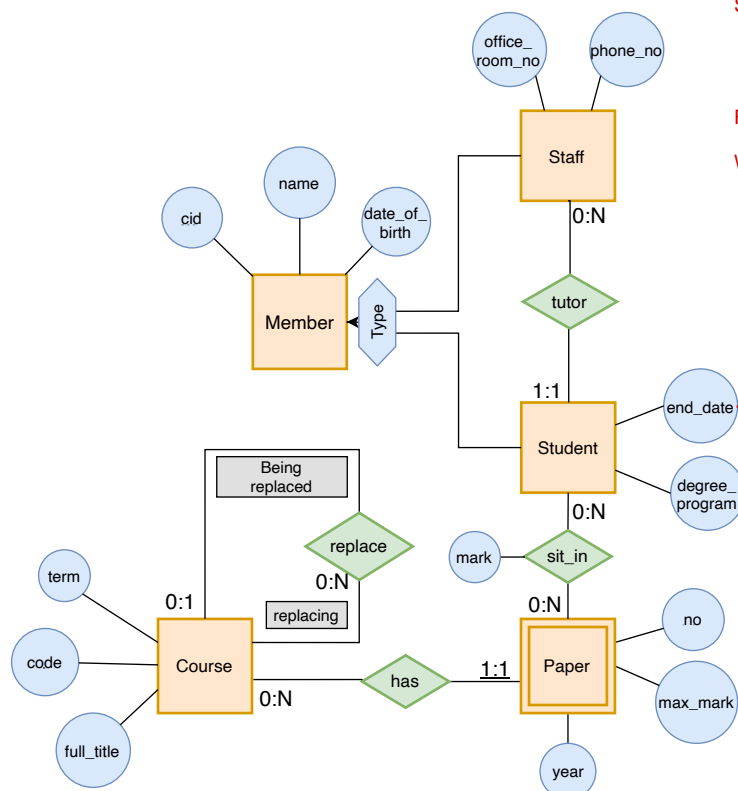 office_
room_no
phone_no
Staff
0:N
name
cid
date_of_
birth
Member
Type
tutor
1:1
end_date
Student
degree_
program
0:N
Being
replaced
replace
mark
sit_in
0:N
term
0:1
replacing
0:N
no
code
Course
has
1:1
Paper
0:N
max_mark
full_title
year